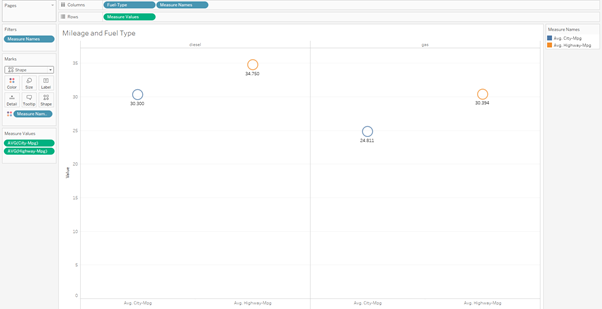 Pages
Columns Fuel Type Measure Names
Rows Measure Values
Filters
Measure Names
Marks
Shape
Color Size Label
Detail Tooltip Shape
Measure Nam..
Measure Values
AVG(City-Mpg)
AVG(Highway-Mpg)
Mileage and Fuel Type
diesel gas
35
30
25
20
15
10
5
0
Value
30.300
34.750
24.811
30.294
Avg. City-Mpg Avg. Highway-Mpg Avg. City-Mpg Avg. Highway-Mpg
Measure Names
Avg. City-Mpg
Avg. Highway-Mpg